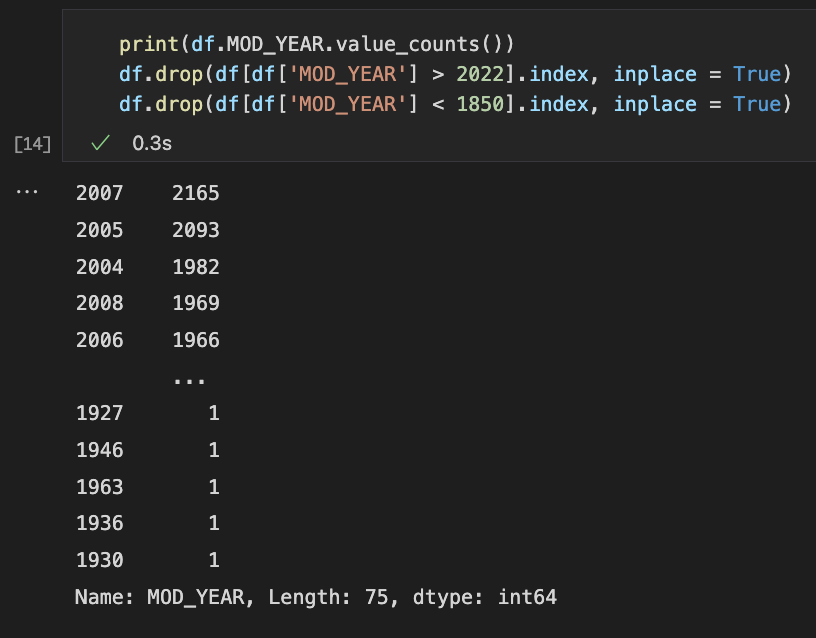 print(df.MOD_YEAR.value_counts())
df.drop(df[df['MOD_YEAR'] > 2022].index, inplace = True)
df.drop(df[df['MOD_YEAR'] < 1850].index, inplace = True)
[14] ✓ 0.3s
...
2007 2165
2005 2093
2004 1982
2008 1969
2006 1966
...
1927 1
1946 1
1963 1
1936 1
1930 1
Name: MOD_YEAR, Length: 75, dtype: int64